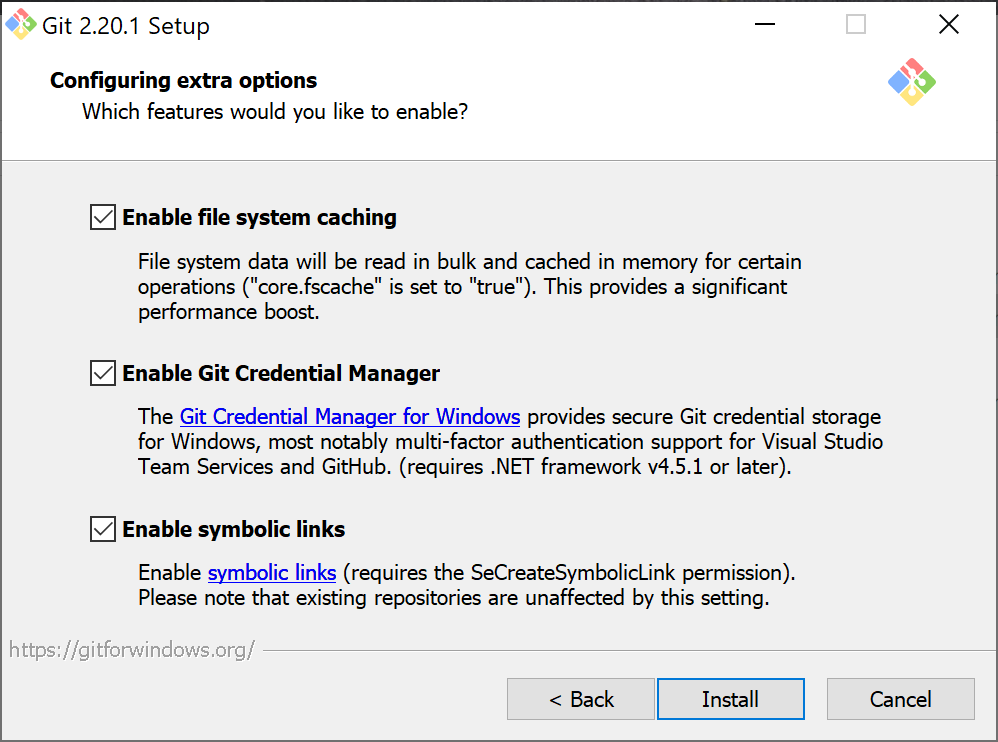 Git 2.20.1 Setup
Configuring extra options
Which features would you like to enable?
Enable file system caching
File system data will be read in bulk and cached in memory for certain
operations ("core.fscache" is set to "true"). This provides a significant
performance boost.
Enable Git Credential Manager
The Git Credential Manager for Windows provides secure Git credential storage
for Windows, most notably multi-factor authentication support for Visual Studio
Team Services and GitHub. (requires .NET framework v4.5.1 or later).
Enable symbolic links
Enable symbolic links (requires the SeCreateSymbolicLink permission).
Please note that existing repositories are unaffected by this setting.
https://gitforwindows.org/
< Back Install Cancel